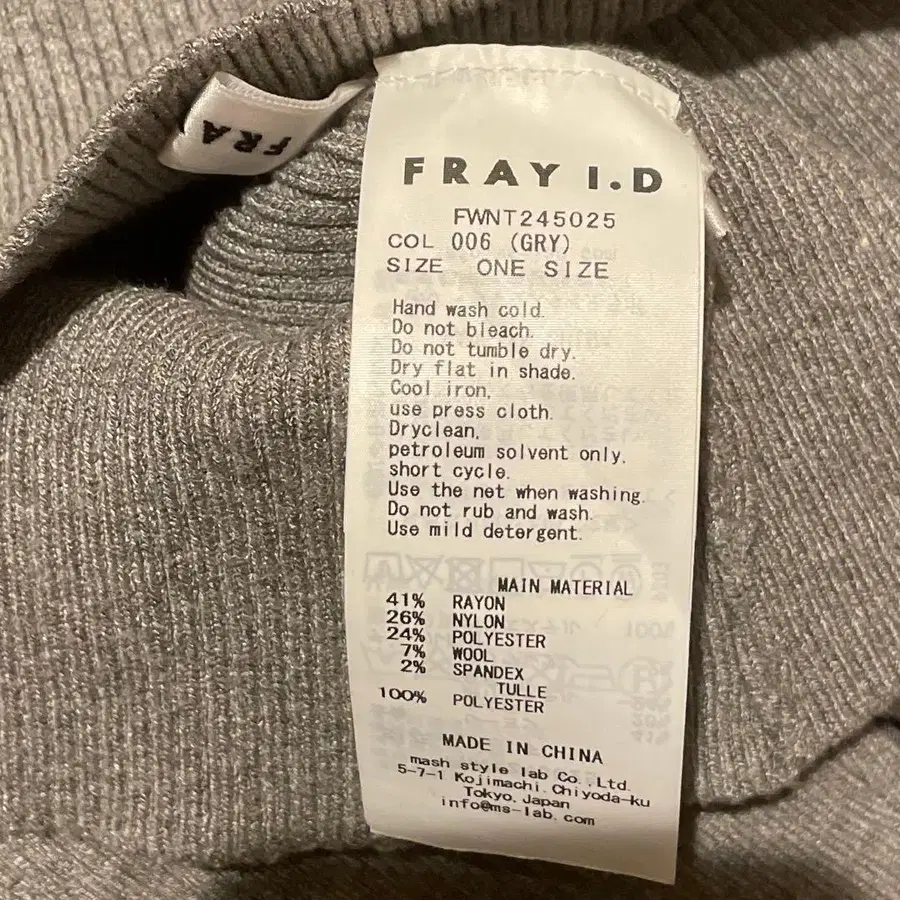 FRA
FRAY I.D
FWNT245025
COL 006 (GRY)
SIZE ONE SIZE
Hand wash cold.
Do not bleach.
Do not tumble dry.
Dry flat in shade.
Cool iron,
use press cloth.
Dryclean,
petroleum solvent only,
short cycle.
Use the net when washing.
Do not rub and wash.
Use mild detergent.
MAIN MATERIAL
41% RAYON
26% NYLON
24% POLYESTER
7% WOOL
2% SPANDEX
TULLE
100% POLYESTER
MADE IN CHINA
mash style lab Co.,Ltd.
5-7-1 Kojimachi, Chiyoda-ku
Tokyo, Japan
info@ms-lab.com